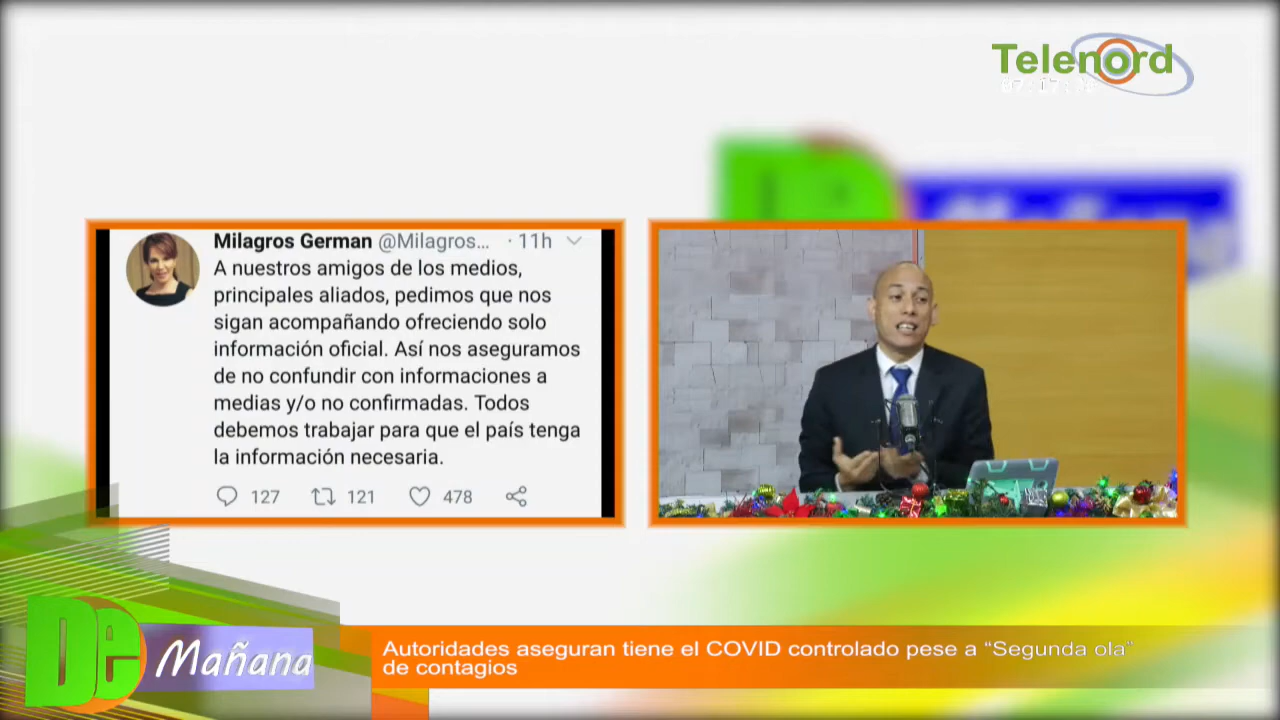 Telenord
Milagros German @Milagros... · 11h
A nuestros amigos de los medios,
principales aliados, pedimos que nos
sigan acompañando ofreciendo solo
información oficial. Así nos aseguramos
de no confundir con informaciones a
medias y/o no confirmadas. Todos
debemos trabajar para que el país tenga
la información necesaria.
127 121 478
De Mañana
Autoridades aseguran tiene el COVID controlado pese a “Segunda ola”
de contagios